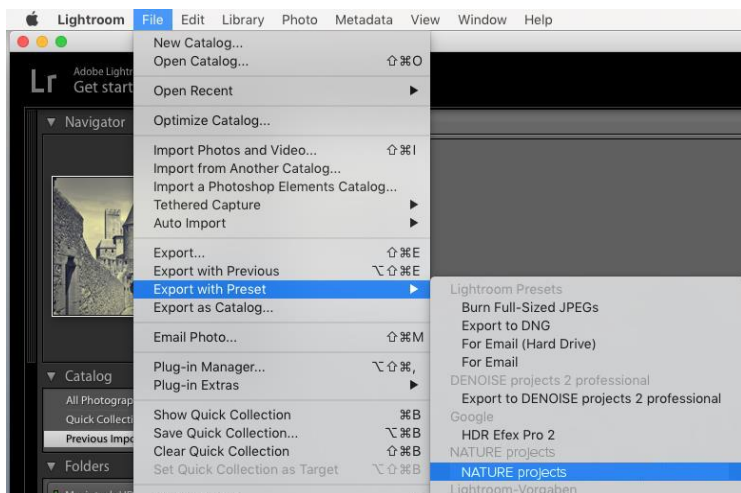 Lightroom File Edit Library Photo Metadata View Window Help
New Catalog...
Open Catalog... ⇧⌘O
Lr Adobe Lightr
Get start
Open Recent ▶
▼ Navigator
Optimize Catalog...
Import Photos and Video... ⇧⌘I
Import from Another Catalog...
Import a Photoshop Elements Catalog...
Tethered Capture ▶
Auto Import ▶
Export... ⇧⌘E
Export with Previous ⌥⇧⌘E
Export with Preset ▶
Export as Catalog...
Email Photo... ⇧⌘M
Plug-in Manager... ⌥⇧⌘,
Plug-in Extras ▶
Show Quick Collection ⌘B
Save Quick Collection... ⌥⌘B
Clear Quick Collection ⇧⌘B
Set Quick Collection as Target ⌥⇧⌘B
Lightroom Presets
Burn Full-Sized JPEGs
Export to DNG
For Email (Hard Drive)
For Email
DENOISE projects 2 professional
Export to DENOISE projects 2 professional
Google
HDR Efex Pro 2
NATURE projects
NATURE projects
Lightroom-Vorgaben
▼ Catalog
All Photograp
Quick Collecti
Previous Impo
▼ Folders